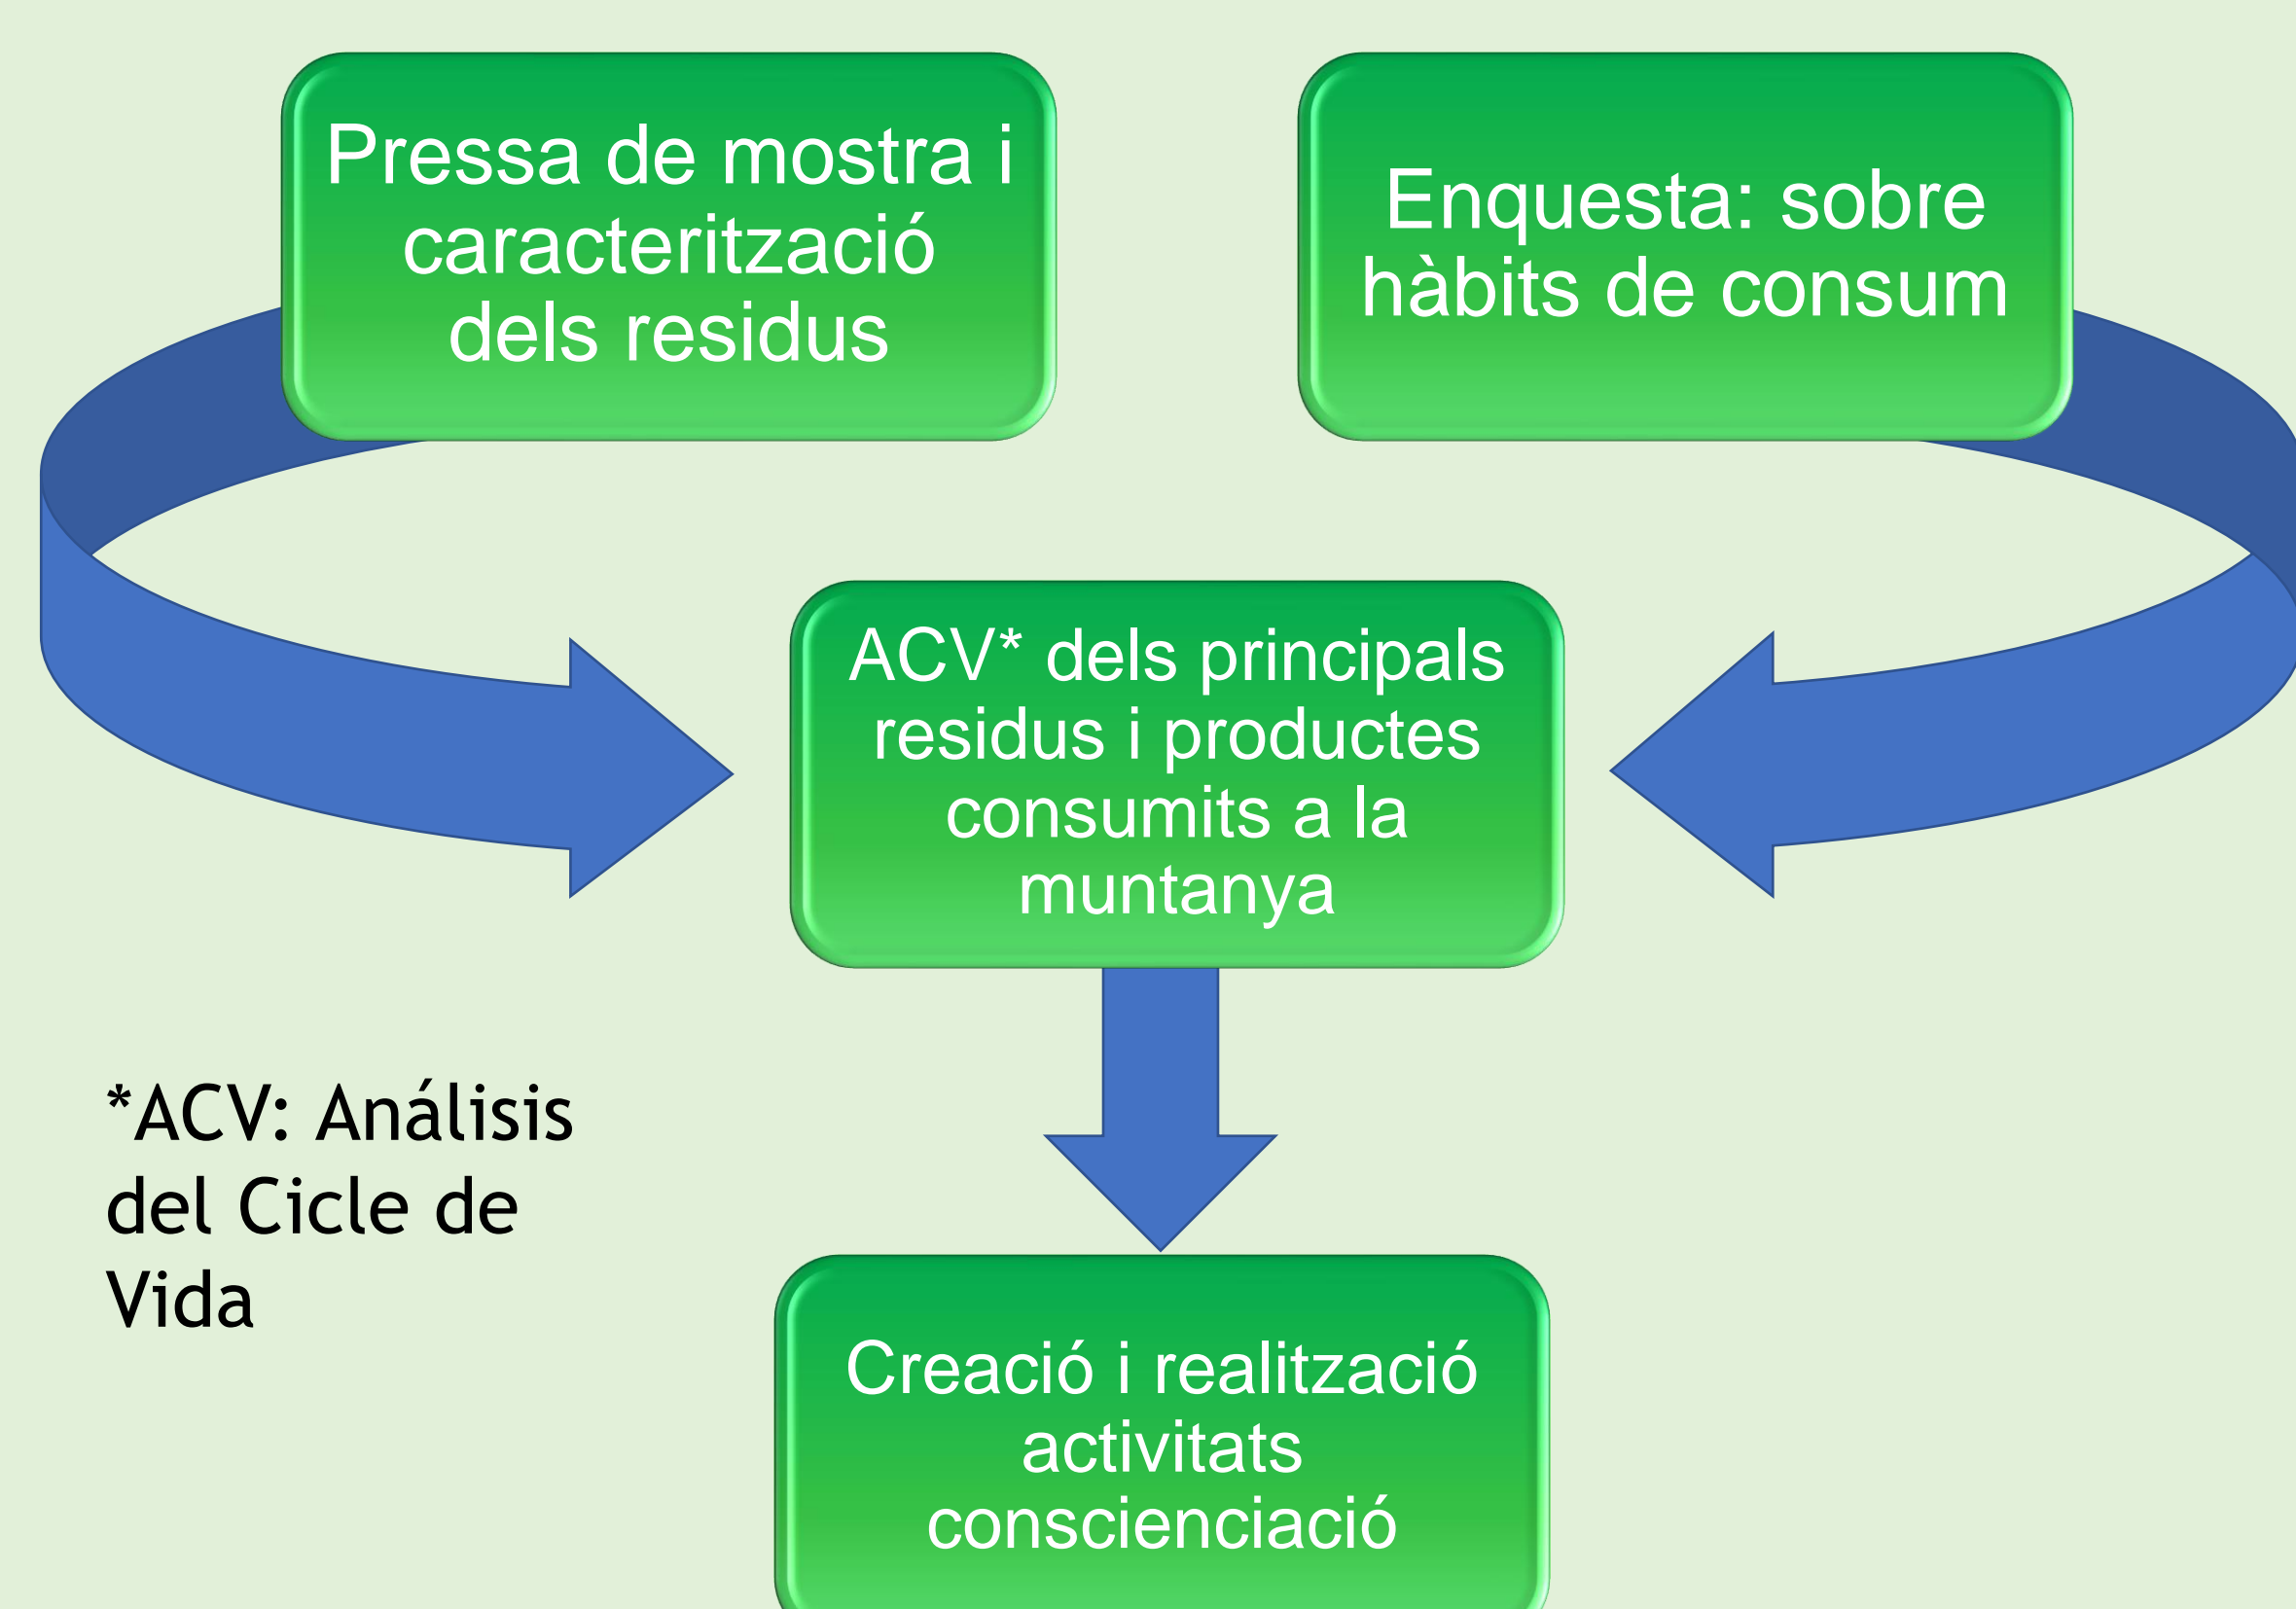 Pressa de mostra i
caracterització
dels residus
Enquesta: sobre
hàbits de consum
ACV* dels principals
residus i productes
consumits a la
muntanya
*ACV: Análisis
del Cicle de
Vida
Creació i realització
activitats
conscienciació